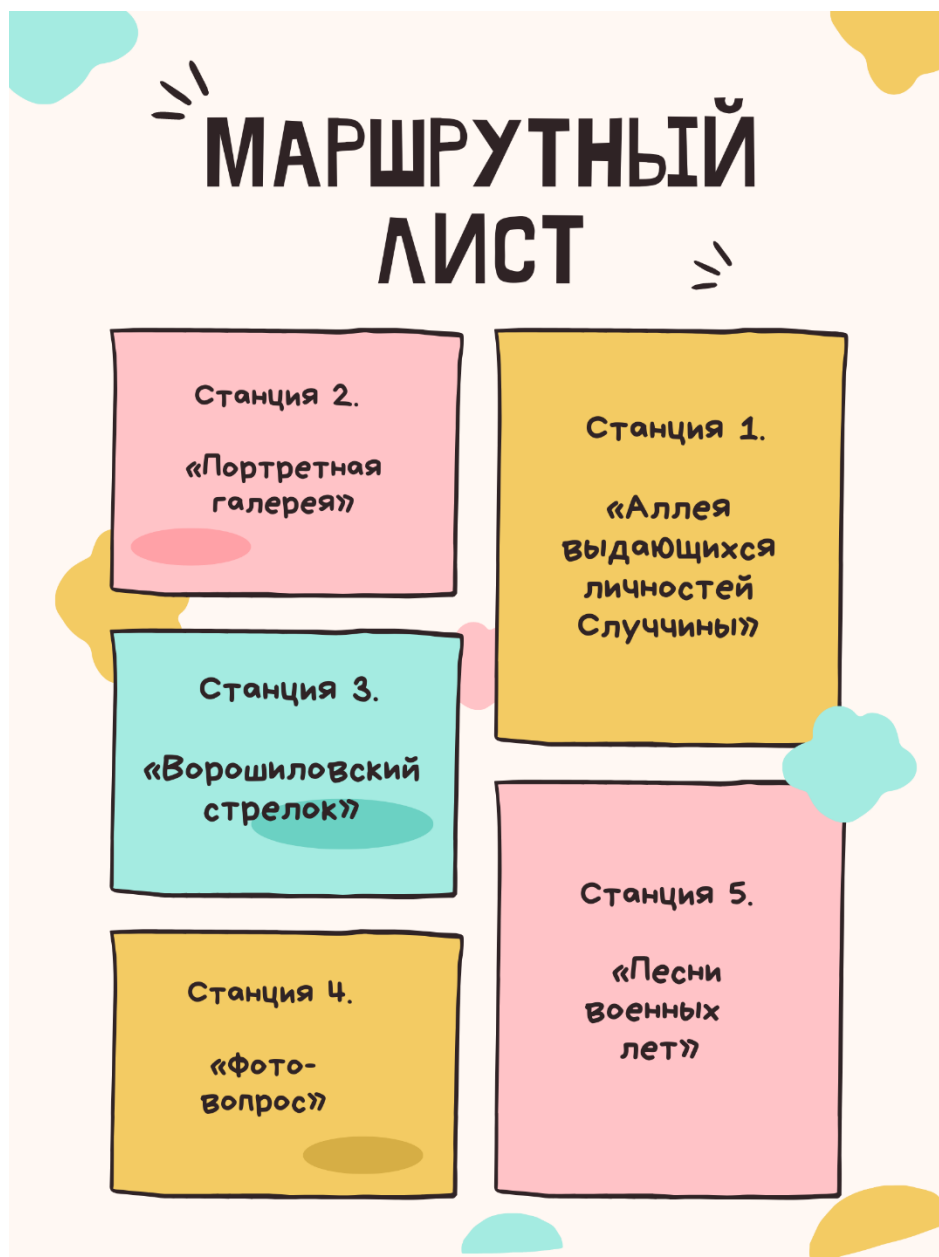 МАРШРУТНЫЙ
ЛИСТ
Станция 2.
«Портретная
галерея»
Станция 1.
«Аллея
выдающихся
личностей
Случчины»
Станция 3.
«Ворошиловский
стрелок»
Станция 5.
«Песни
военных
лет»
Станция 4.
«Фото-
вопрос»